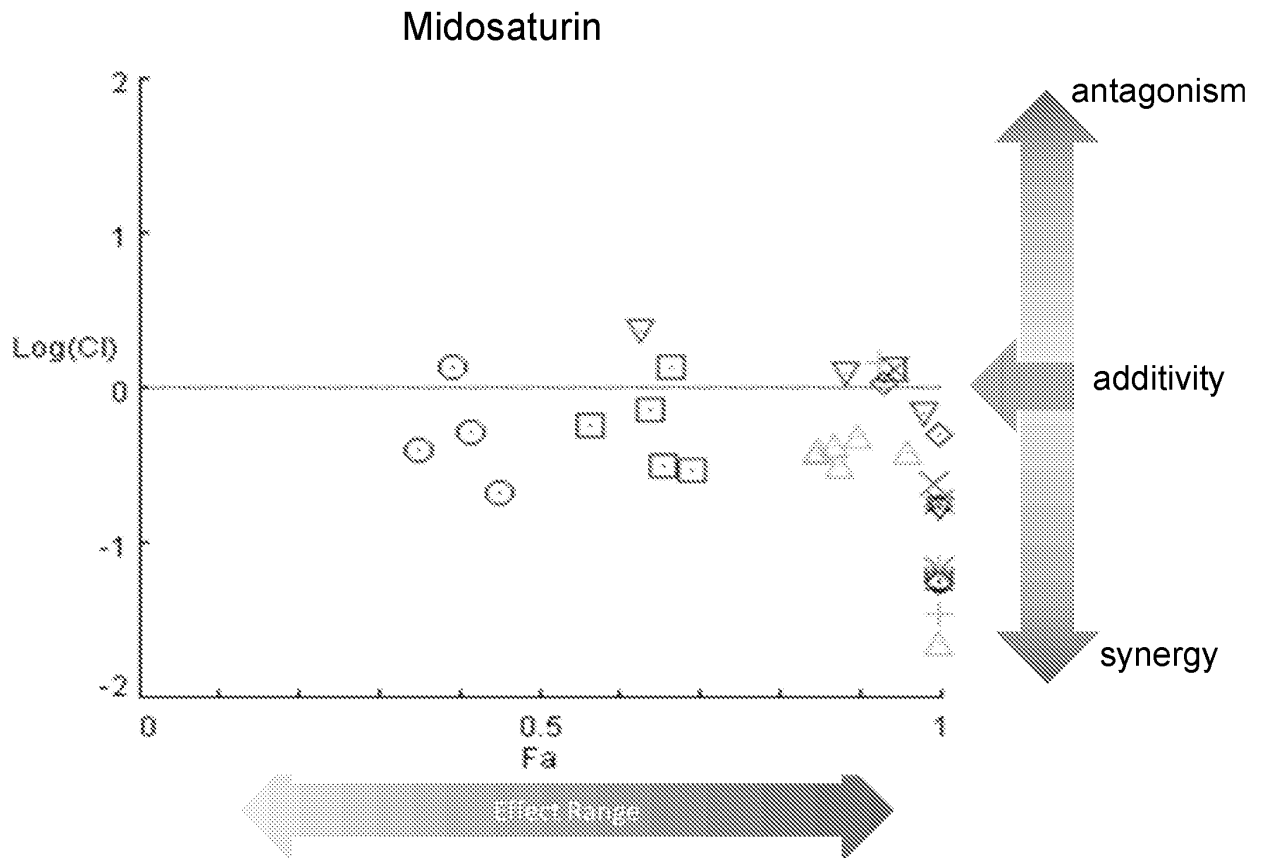 Midosaturin
2
antagonism
1
Log(CI)
0
additivity
-1
synergy
-2
0
0.5
1
Fa
Effect Range